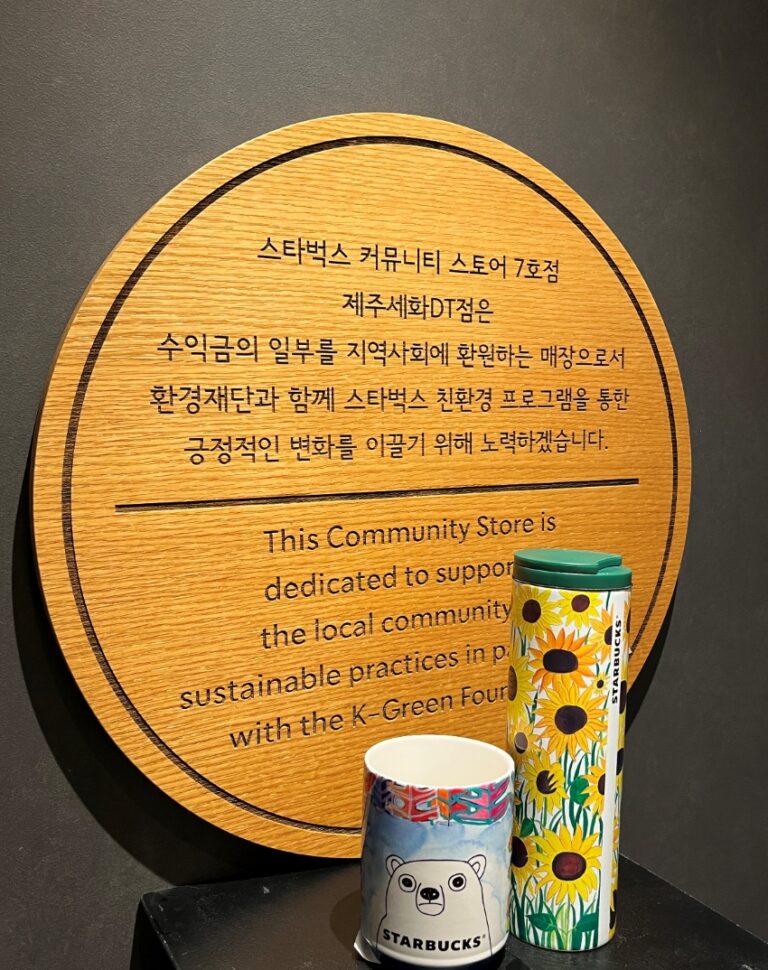 스타벅스 커뮤니티 스토어 7호점
제주세화DT점은
수익금의 일부를 지역사회에 환원하는 매장으로서
환경재단과 함께 스타벅스 친환경 프로그램을 통한
긍정적인 변화를 이끌기 위해 노력하겠습니다.
This Community Store is
dedicated to
the local community
sustainable practices in
with the K-Green
STARBUCKS
STARBUCKS